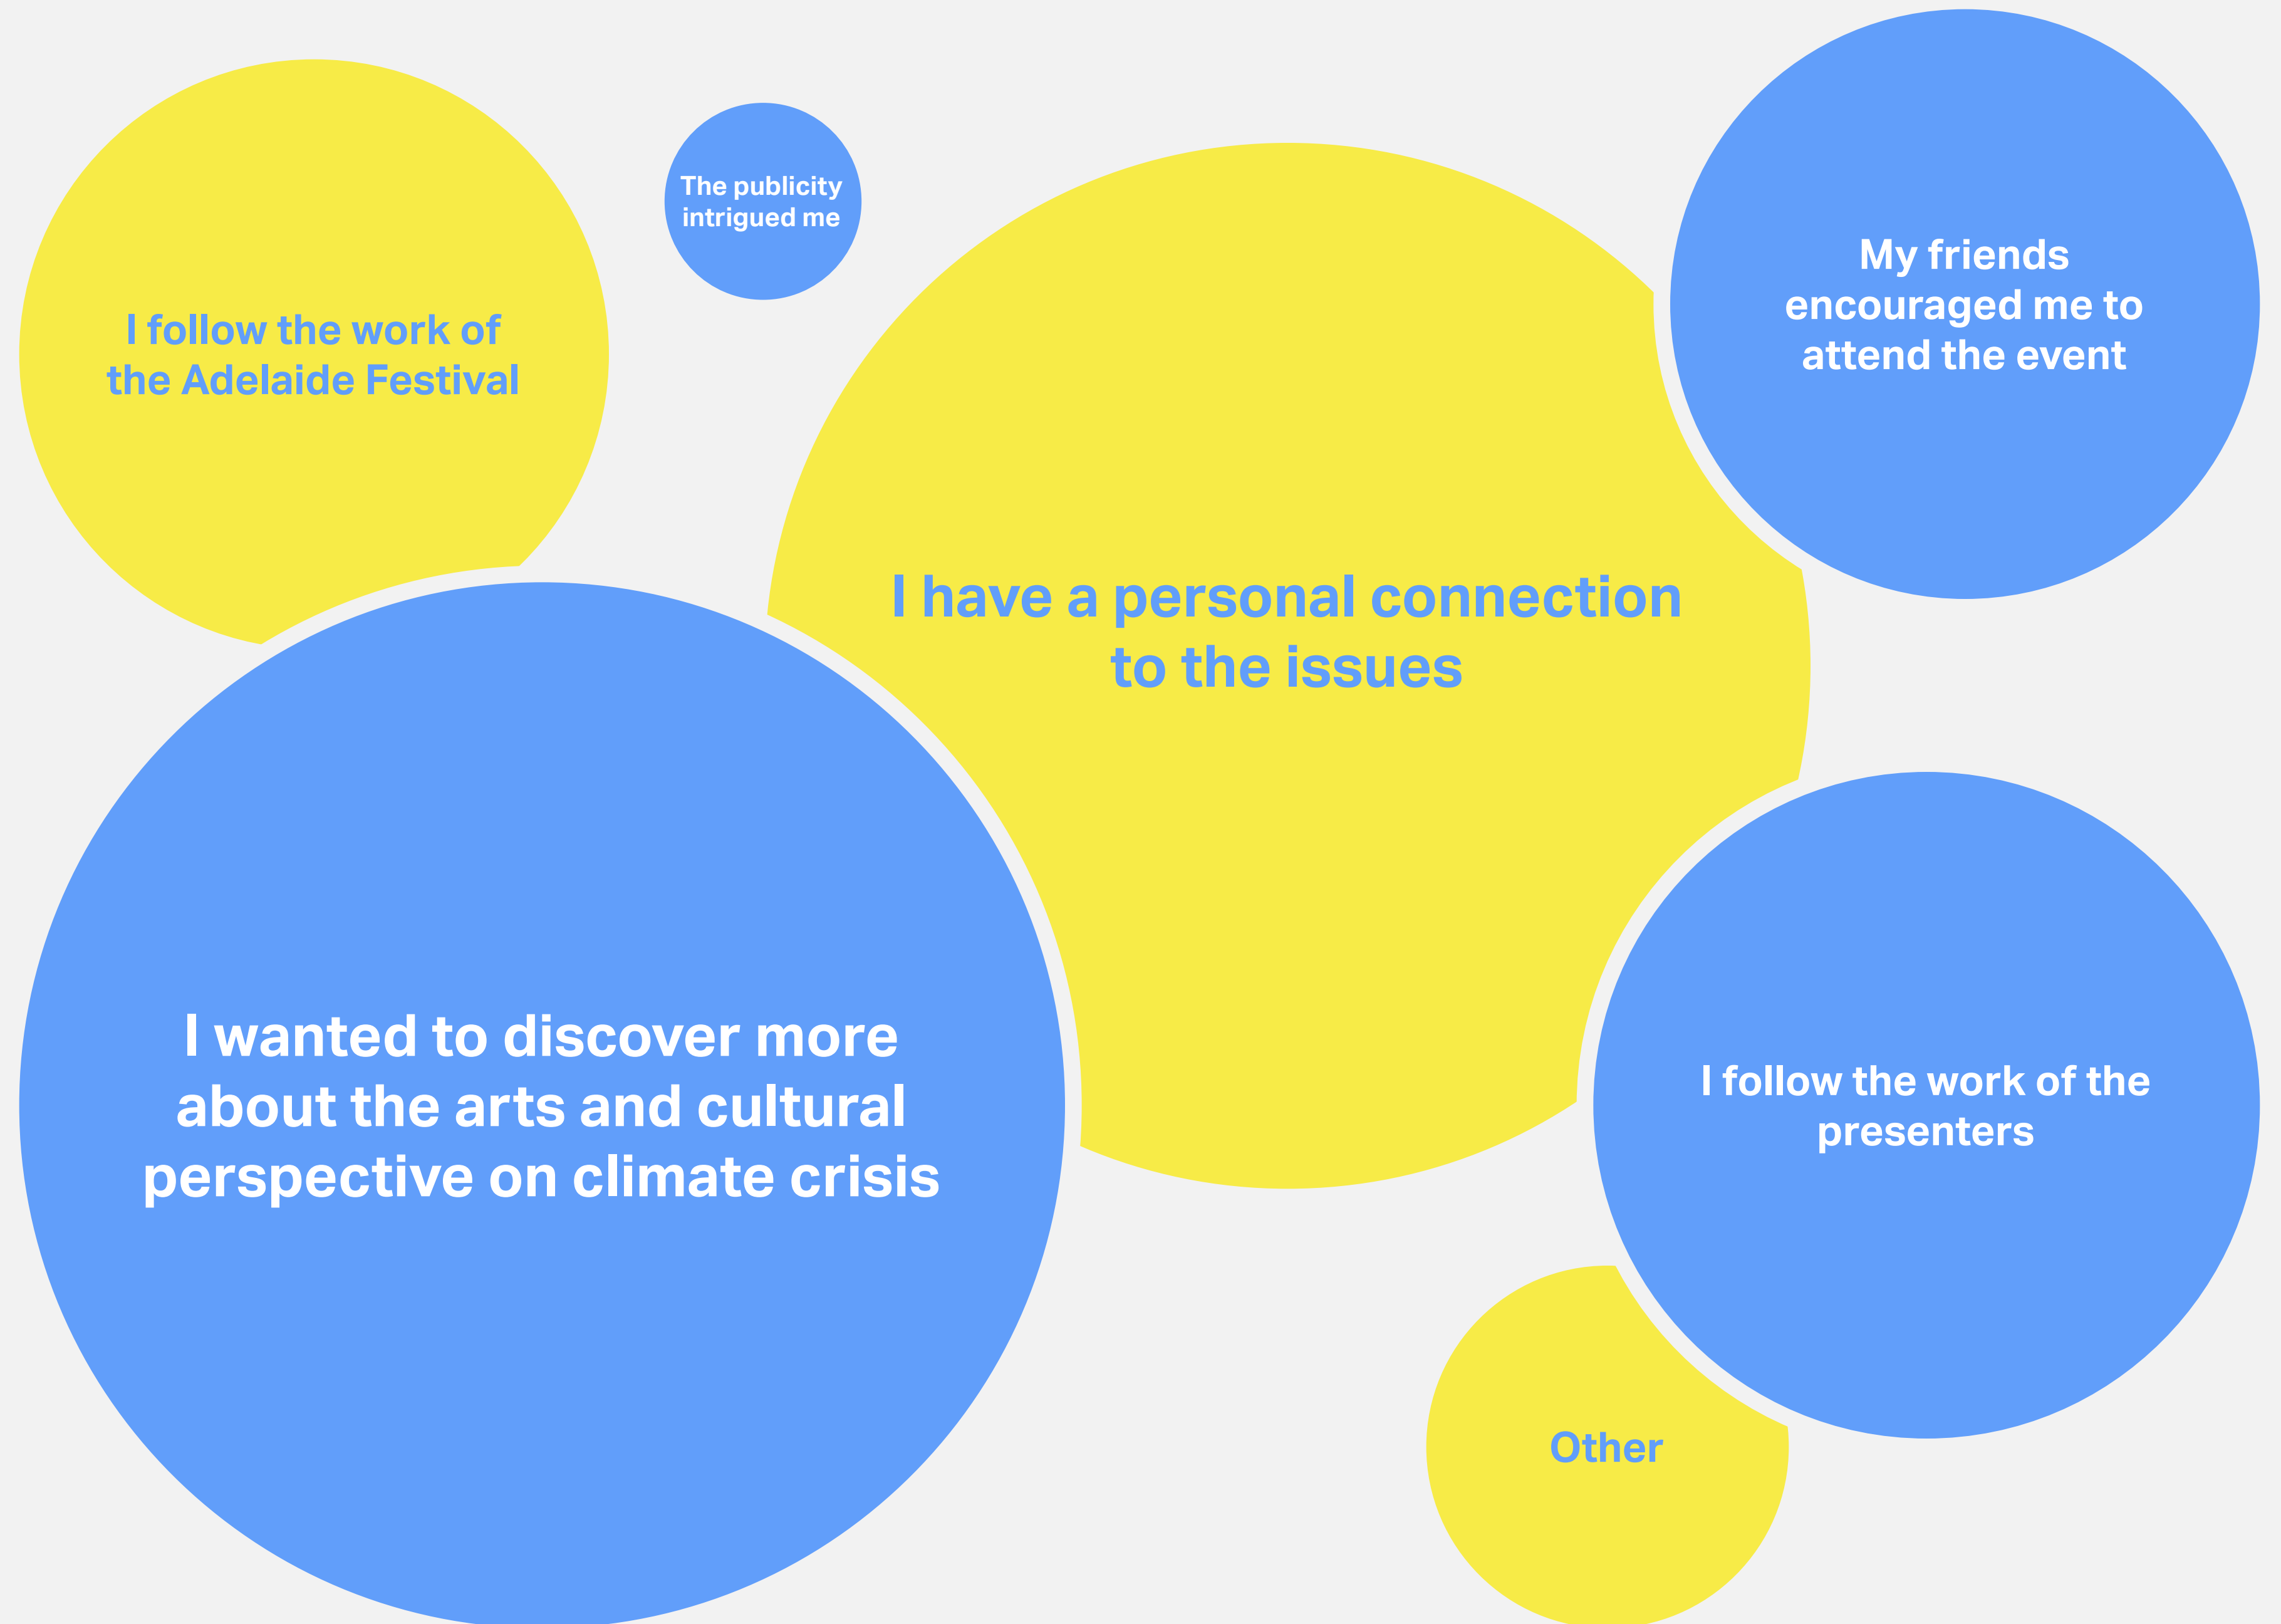 I follow the work of
the Adelaide Festival
The publicity
intrigued me
My friends
encouraged me to
attend the event
I have a personal connection
to the issues
I wanted to discover more
about the arts and cultural
perspective on climate crisis
I follow the work of the
presenters
Other